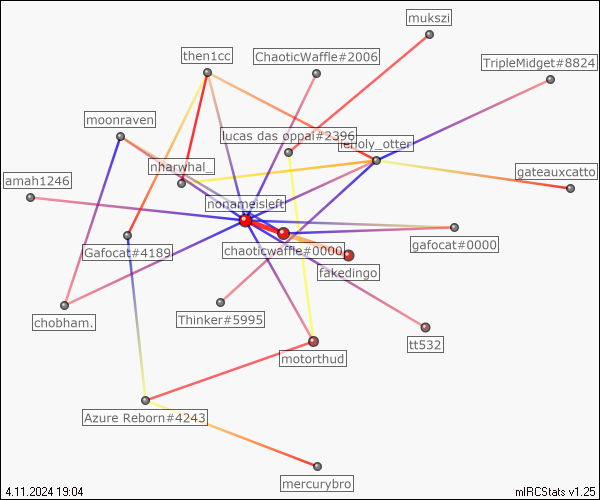 mukszi
then1cc
ChaoticWaffle#2006
TripleMidget#8824
moonraven
lucas das oppai#2396
lenoly_otter
nharwhal_
gateauxcatto
amah1246
nonameisleft
Gafocat#4189
chaoticwaffle#0000
gafocat#0000
fakedingo
chobham.
Thinker#5995
tt532
motorthud
Azure Reborn#4243
mercurybro
4.11.2024 19:04
mIRCStats v1.25